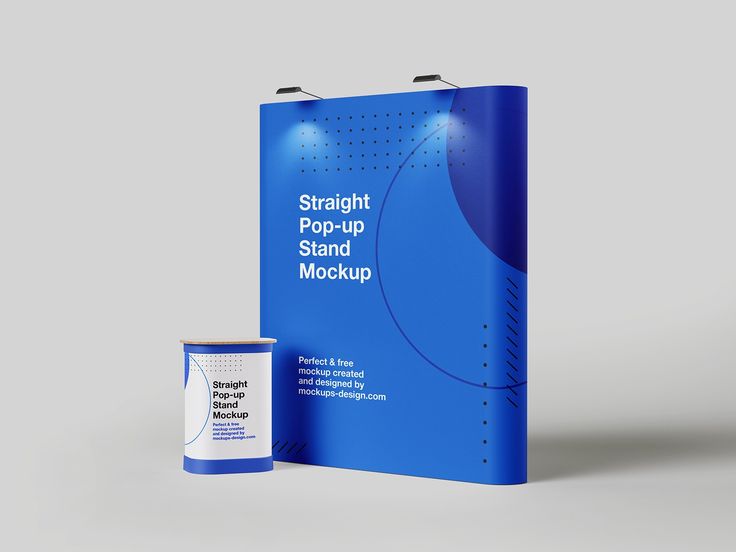 Straight
Pop-up
Stand
Mockup
Perfect & free
mockup created
and designed by
mockups-design.com
Straight
Pop-up
Stand
Mockup
Perfect & free
mockup created
and designed by
mockups-design.com